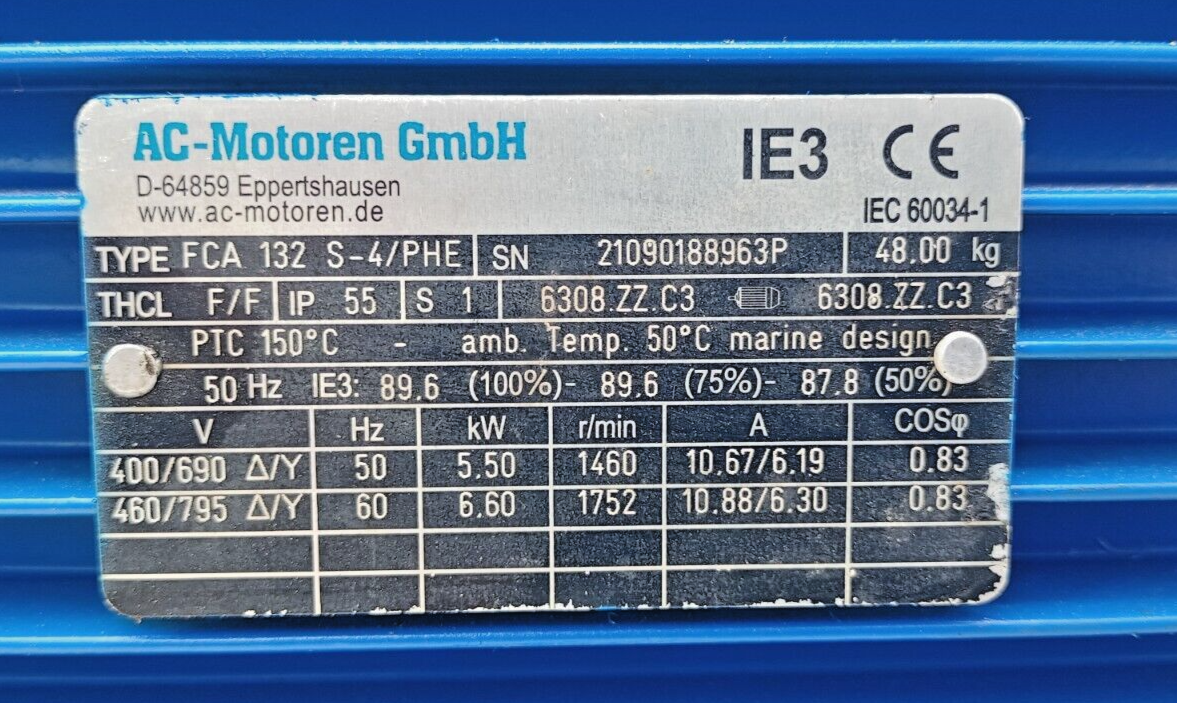 AC-Motoren GmbH
IE3 CE
D-64859 Eppertshausen
www.ac-motoren.de
IEC 60034-1
TYPE FCA 132 S-4/PHE SN 21090188963P 48.00 kg
THCL F/F IP 55 S 1 6308.ZZ.C3 6308.ZZ.C3
PTC 150°C - amb. Temp. 50°C marine design
50 Hz IE3: 89.6 (100%)- 89.6 (75%)- 87.8 (50%)
V Hz kW r/min A COSφ
400/690 Δ/Y 50 5.50 1460 10.67/6.19 0.83
460/795 Δ/Y 60 6.60 1752 10.88/6.30 0.83